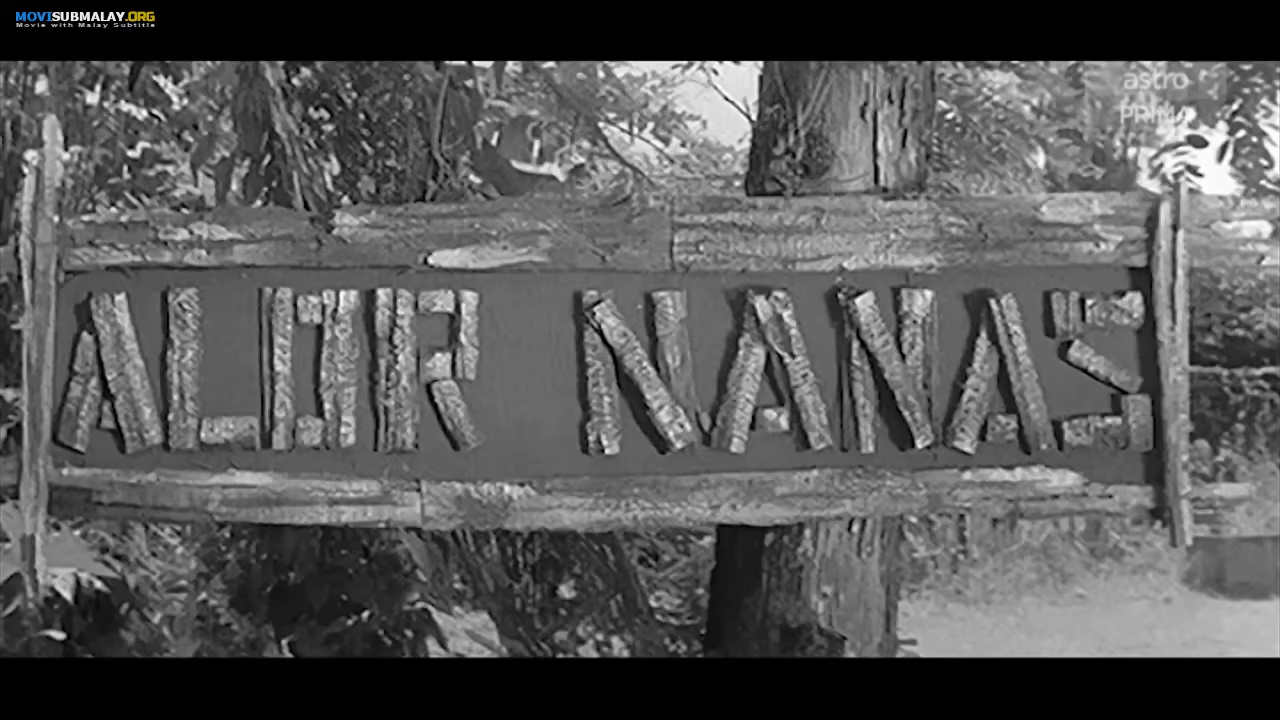 MOVISUBMALAY.ORG
Movie with Malay Subtitle
astro
PRIMA
ALOR NANAS